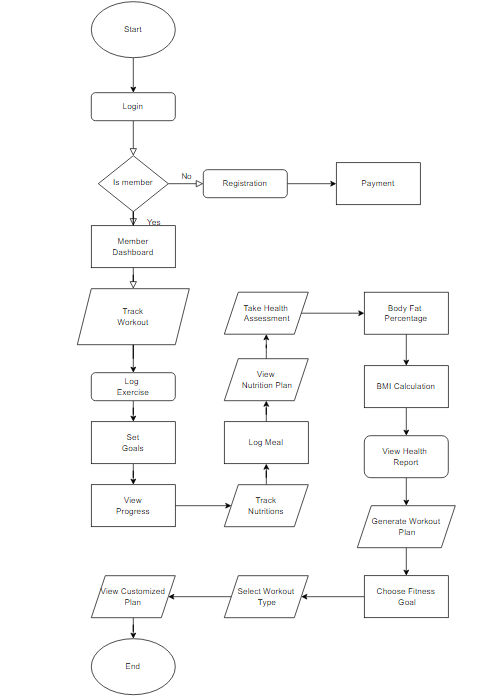 Start
Login
Is member
No
Registration
Payment
Yes
Member
Dashboard
Track
Workout
Log
Exercise
Set
Goals
View
Progress
Track
Nutritions
Log Meal
View
Nutrition Plan
Take Health
Assessment
Body Fat
Percentage
BMI Calculation
View Health
Report
Generate Workout
Plan
Choose Fitness
Goal
Select Workout
Type
View Customized
Plan
End